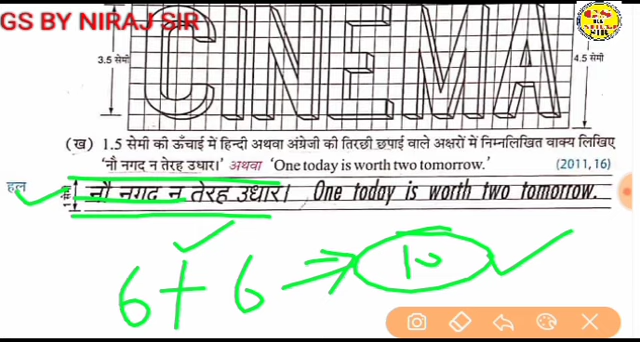 GS BY NIRAJ SIR
CINEMA
3.5 सेमी
4.5 सेमी
(ख) 1.5 सेमी की ऊँचाई में हिन्दी अथवा अंग्रेजी की तिरछी छपाई वाले अक्षरों में निम्नलिखित वाक्य लिखिए
'नौ नगद न तेरह उधार।' अथवा 'One today is worth two tomorrow.' (2011, 16)
हल
नौ नगद न तेरह उधार। One today is worth two tomorrow.
6+6 ⇒ 10